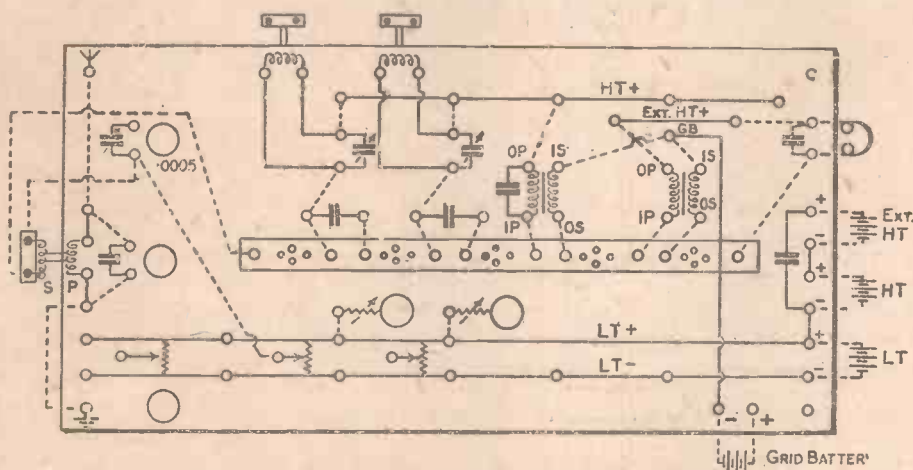 HT+
EXT. HT+
GB
.0005
OP IS
OP IS
IP OS
IP OS
S P
+
EXT.
HT
-
+
HT
-
LT+
+
LT
LT- -
- +
GRID BATTER